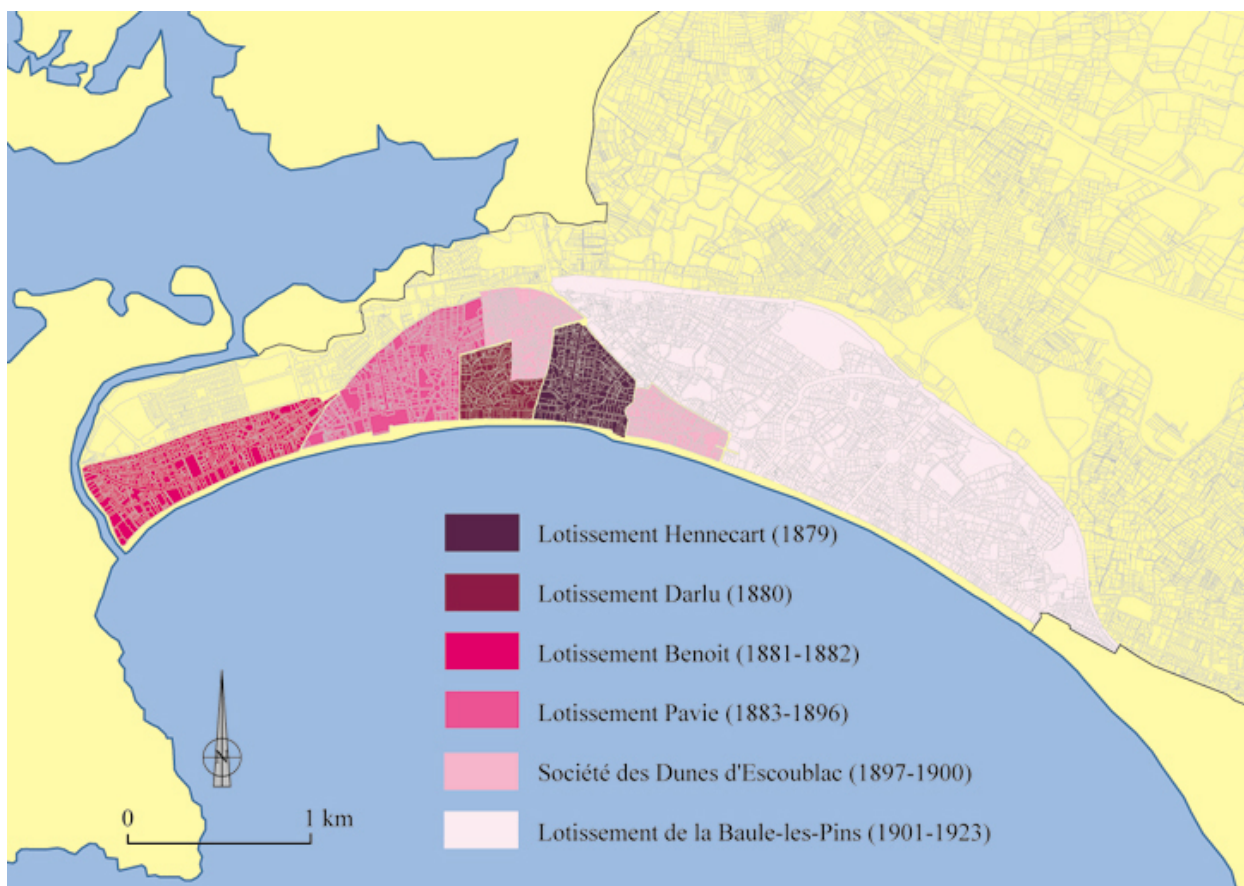 Lotissement Hennecart (1879)
Lotissement Darlu (1880)
Lotissement Benoit (1881-1882)
Lotissement Pavie (1883-1896)
Société des Dunes d'Escoublac (1897-1900)
Lotissement de la Baule-les-Pins (1901-1923)
N
0 1 km